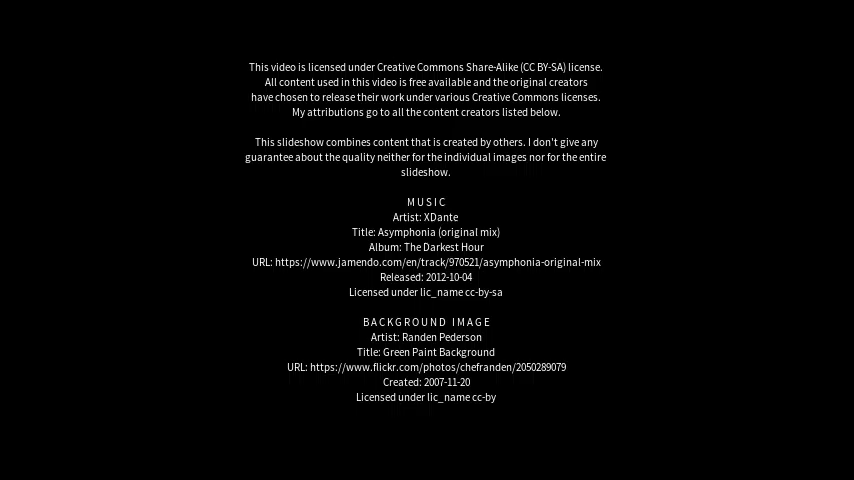 This video is licensed under Creative Commons Share-Alike (CC BY-SA) license.
All content used in this video is free available and the original creators
have chosen to release their work under various Creative Commons licenses.
My attributions go to all the content creators listed below.
This slideshow combines content that is created by others. I don't give any
guarantee about the quality neither for the individual images nor for the entire
slideshow.
MUSIC
Artist: XDante
Title: Asymphonia (original mix)
Album: The Darkest Hour
URL: https://www.jamendo.com/en/track/970521/asymphonia-original-mix
Released: 2012-10-04
Licensed under lic_name cc-by-sa
BACKGROUND IMAGE
Artist: Randen Pederson
Title: Green Paint Background
URL: https://www.flickr.com/photos/chefranden/2050289079
Created: 2007-11-20
Licensed under lic_name cc-by